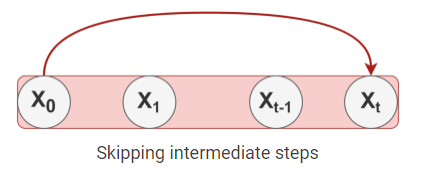 X₀ X₁ Xₜ₋₁ Xₜ
Skipping intermediate steps